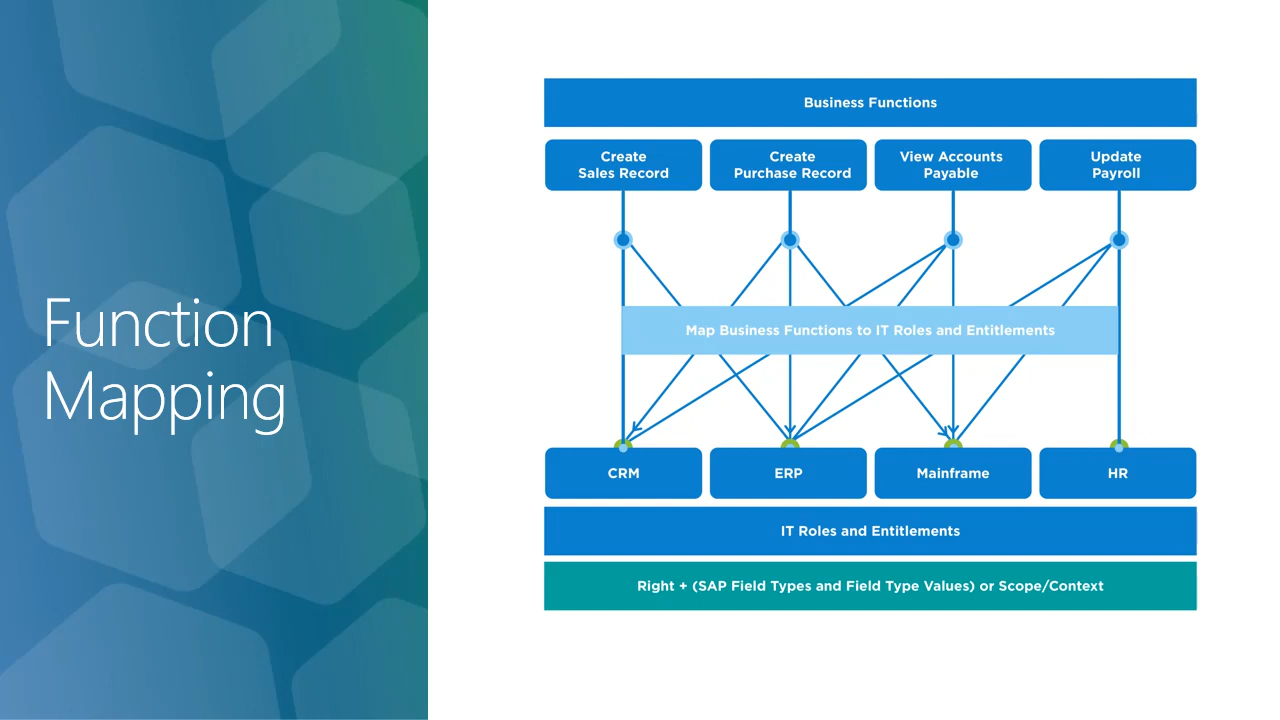 Function
Mapping
Business Functions
Create
Sales Record
Create
Purchase Record
View Accounts
Payable
Update
Payroll
Map Business Functions to IT Roles and Entitlements
CRM
ERP
Mainframe
HR
IT Roles and Entitlements
Right + (SAP Field Types and Field Type Values) or Scope/Context